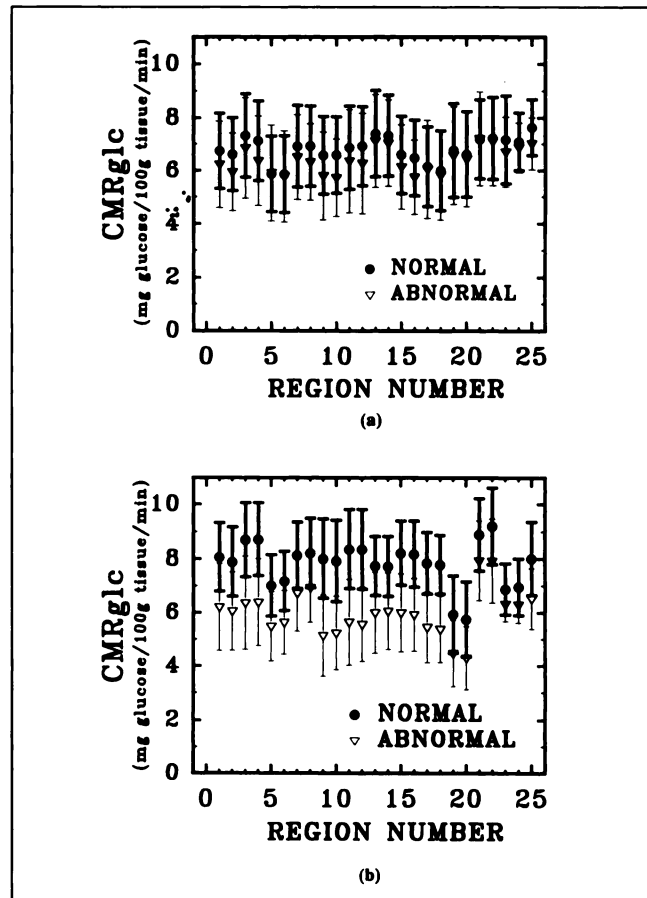 CMRglc
(mg glucose/100g tissue/min)
10
8
6
4
2
0
● NORMAL
▽ ABNORMAL
0 5 10 15 20 25
REGION NUMBER
(a)
CMRglc
(mg glucose/100g tissue/min)
10
8
6
4
2
0
● NORMAL
▽ ABNORMAL
0 5 10 15 20 25
REGION NUMBER
(b)